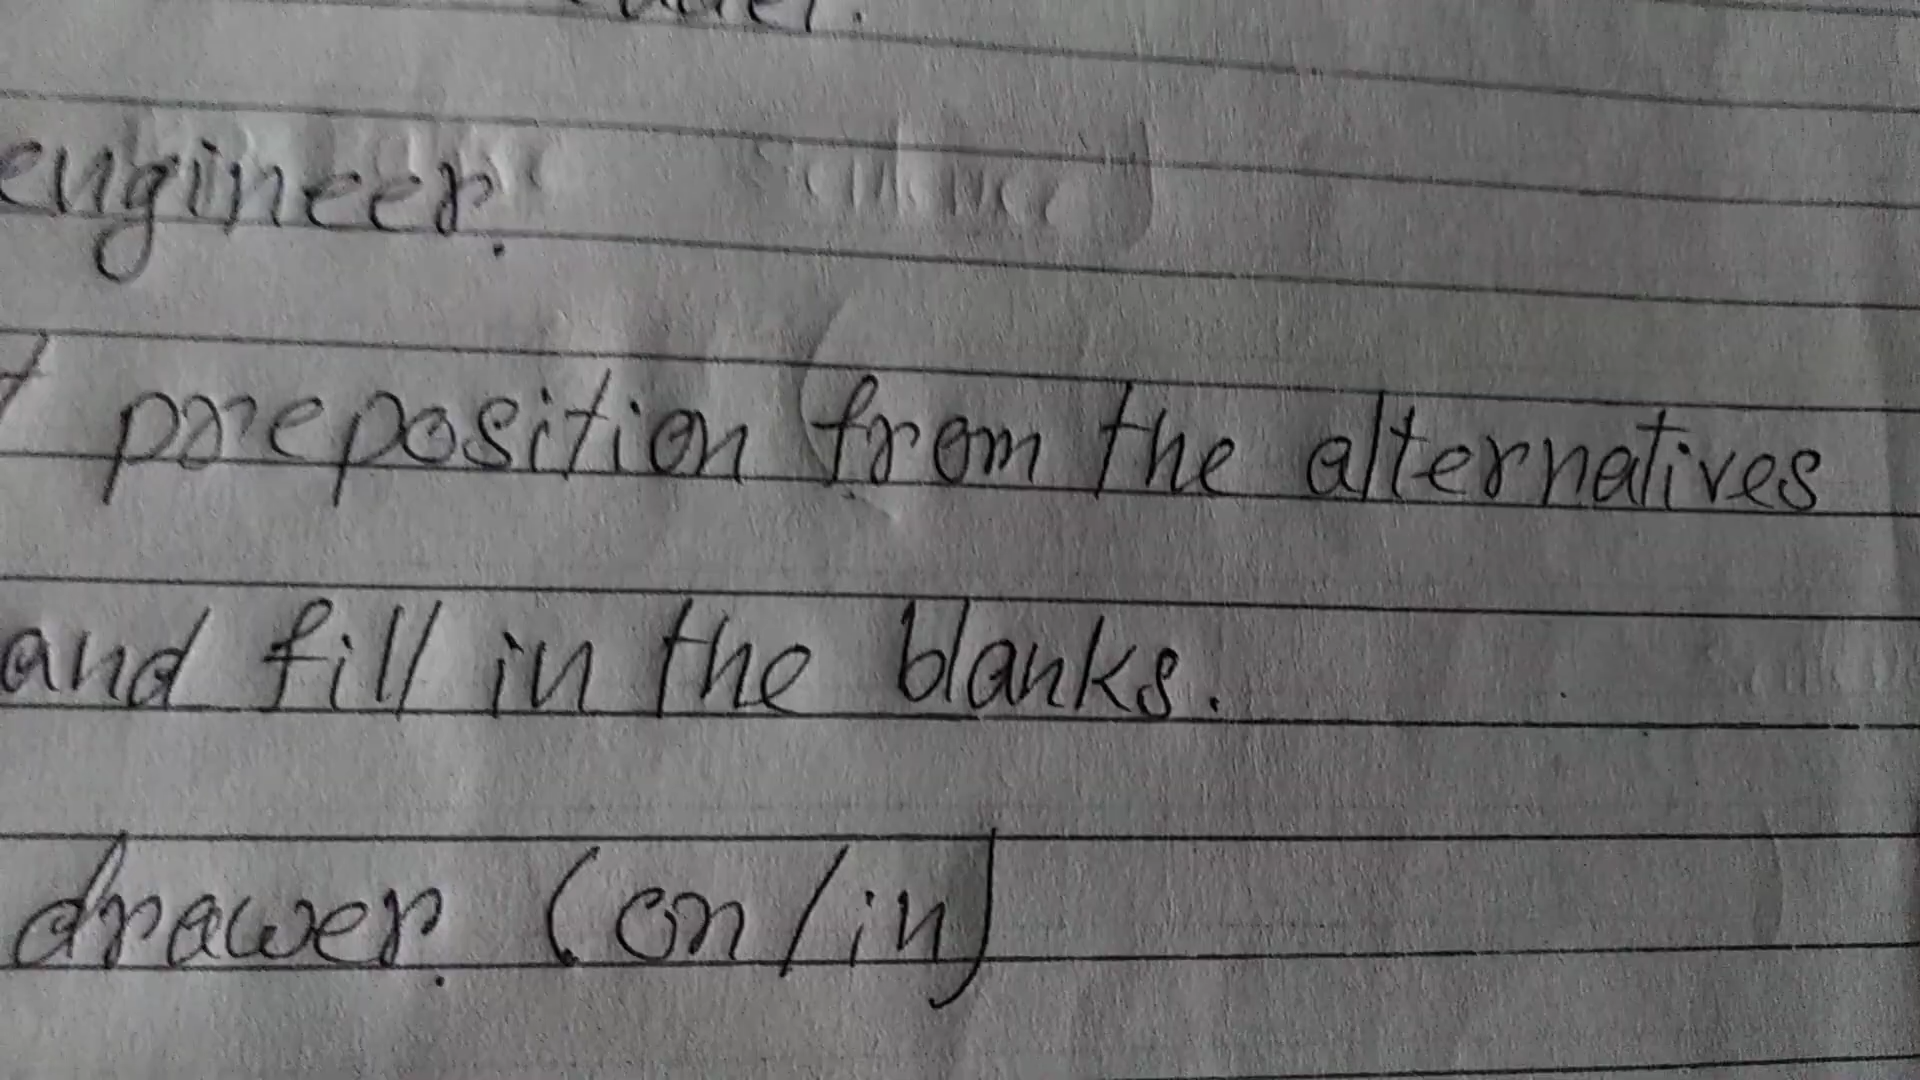 engineer.
preposition from the alternatives
and fill in the blanks.
drawer. (on/in)